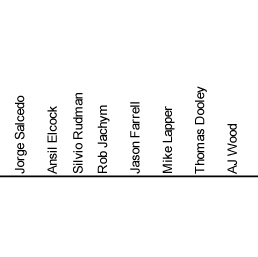 Jorge Salcedo
Ansil Elcock
Silvio Rudman
Rob Jachym
Jason Farrell
Mike Lapper
Thomas Dooley
AJ Wood